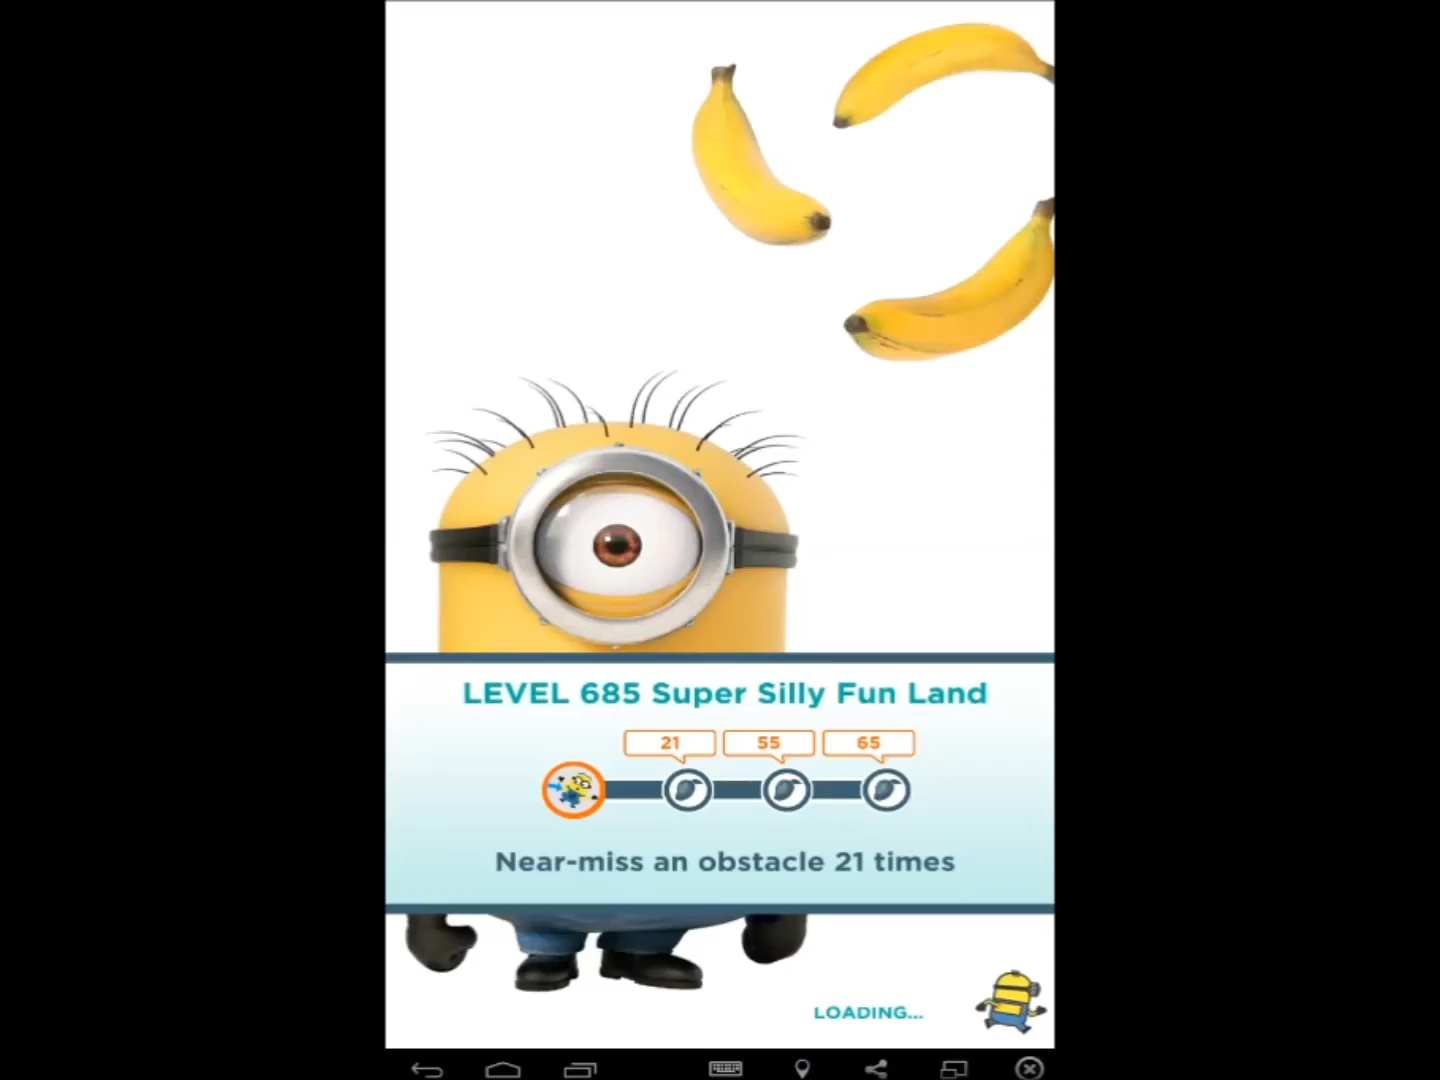 LEVEL 685 Super Silly Fun Land
21 55 65
Near-miss an obstacle 21 times
LOADING...